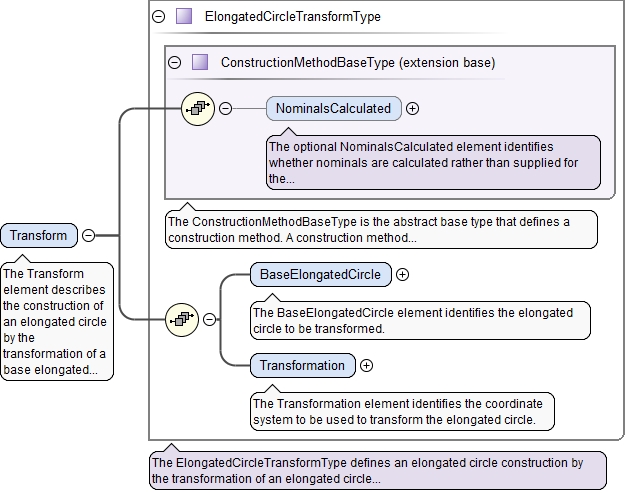 ElongatedCircleTransformType
ConstructionMethodBaseType (extension base)
NominalsCalculated
The optional NominalsCalculated element identifies
whether nominals are calculated rather than supplied for
the...
The ConstructionMethodBaseType is the abstract base type that defines a
construction method. A construction method...
Transform
The Transform
element describes
the construction of
an elongated circle
by the
transformation of a
base elongated...
BaseElongatedCircle
The BaseElongatedCircle element identifies the elongated
circle to be transformed.
Transformation
The Transformation element identifies the coordinate
system to be used to transform the elongated circle.
The ElongatedCircleTransformType defines an elongated circle construction by
the transformation of an elongated circle...